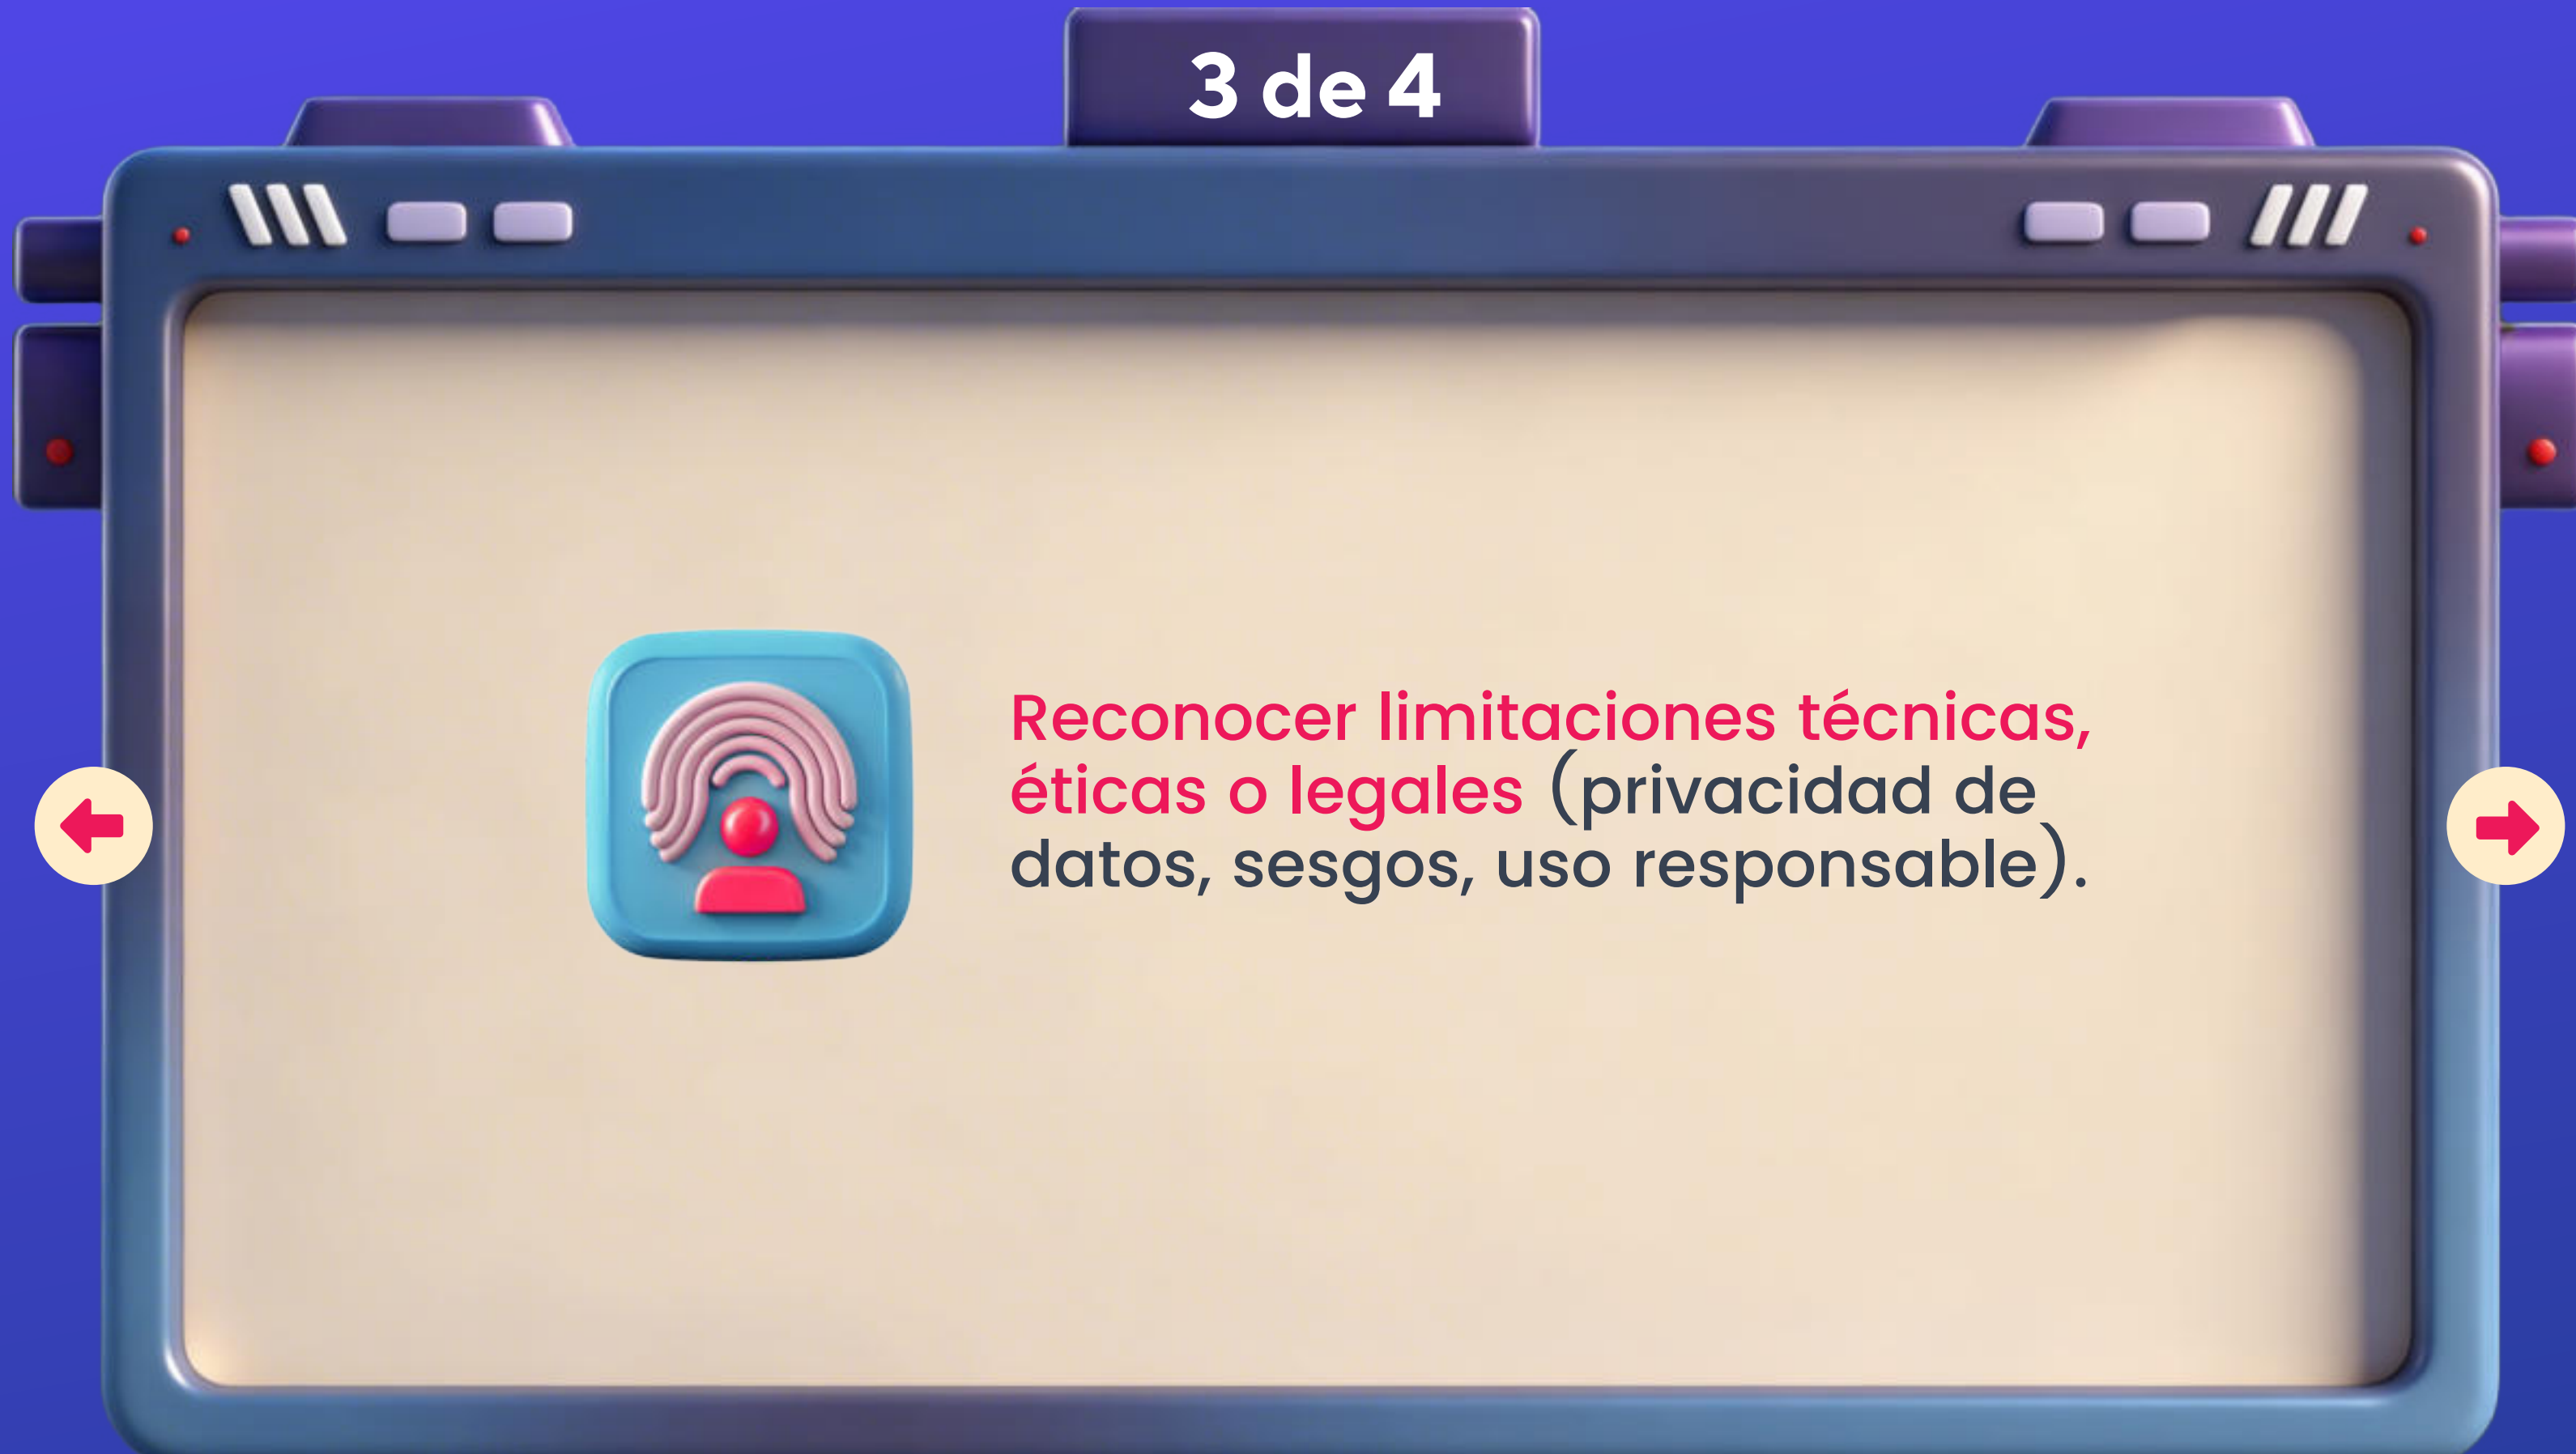 3 de 4
Reconocer limitaciones técnicas,
éticas o legales (privacidad de
datos, sesgos, uso responsable).